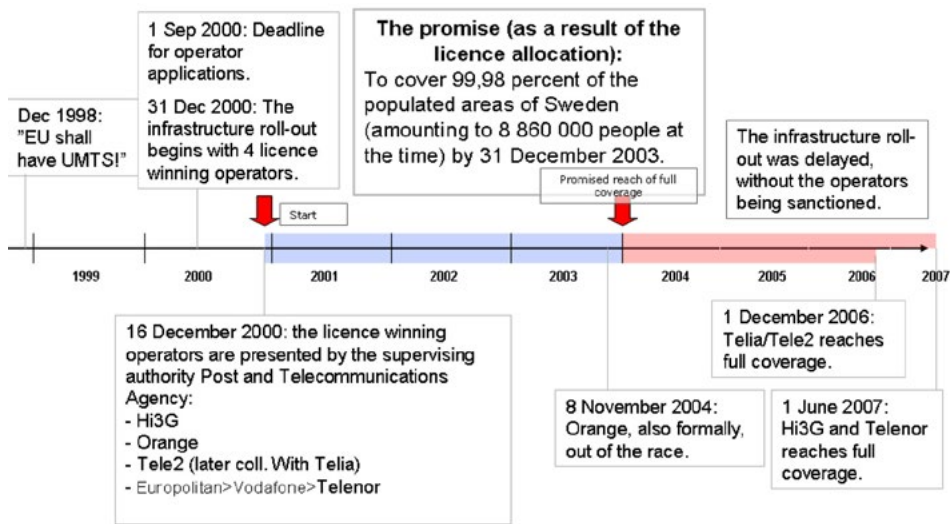 Dec 1998:
"EU shall
have UMTS!"
1 Sep 2000: Deadline
for operator
applications.
31 Dec 2000: The
infrastructure roll-out
begins with 4 licence
winning operators.
The promise (as a result of the
licence allocation):
To cover 99,98 percent of the
populated areas of Sweden
(amounting to 8 860 000 people at
the time) by 31 December 2003.
The infrastructure roll-
out was delayed,
without the operators
being sanctioned.
Start
Promised reach of full
coverage
1999 2000 2001 2002 2003 2004 2005 2006 2007
16 December 2000: the licence winning
operators are presented by the supervising
authority Post and Telecommunications
Agency:
- Hi3G
- Orange
- Tele2 (later coll. With Telia)
- Europolitan>Vodafone>Telenor
8 November 2004:
Orange, also formally,
out of the race.
1 December 2006:
Telia/Tele2 reaches
full coverage.
1 June 2007:
Hi3G and Telenor
reaches full
coverage.